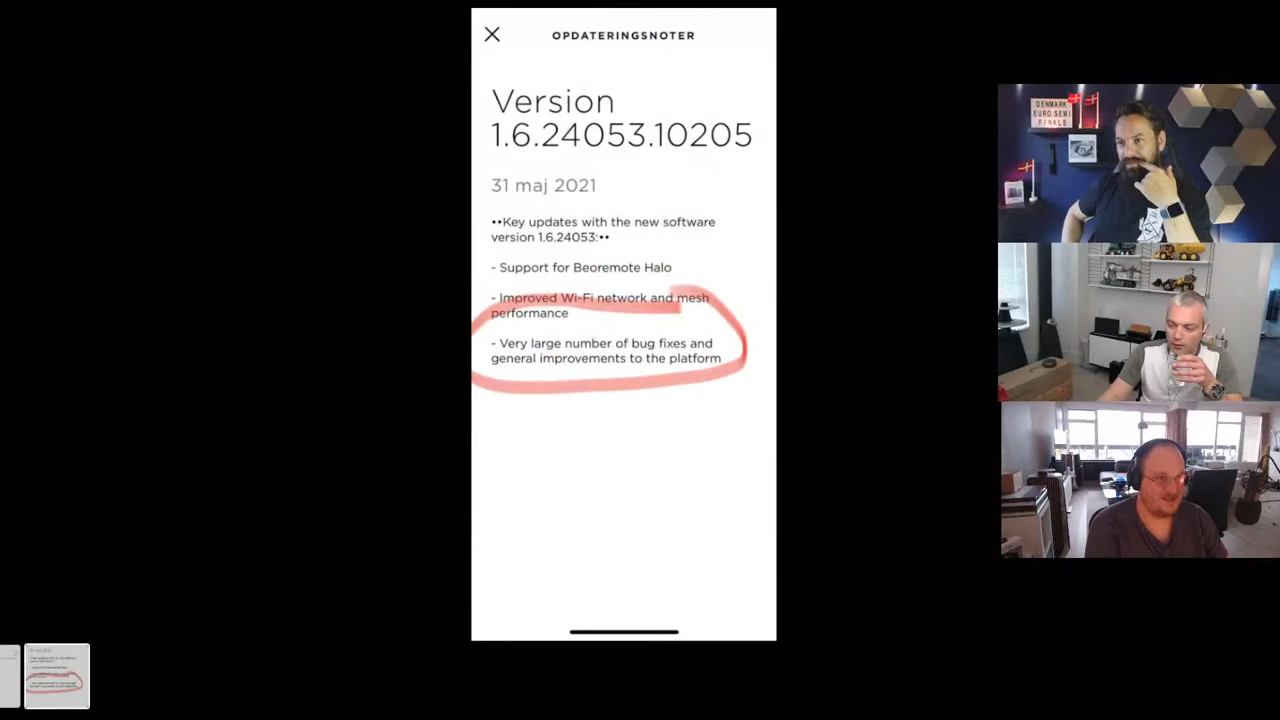 OPDATERINGSNOTER
Version
1.6.24053.10205
31 maj 2021
••Key updates with the new software
version 1.6.24053:••
- Support for Beoremote Halo
- Improved Wi-Fi network and mesh
performance
- Very large number of bug fixes and
general improvements to the platform
DENMARK
EURO SEMI
FINALS